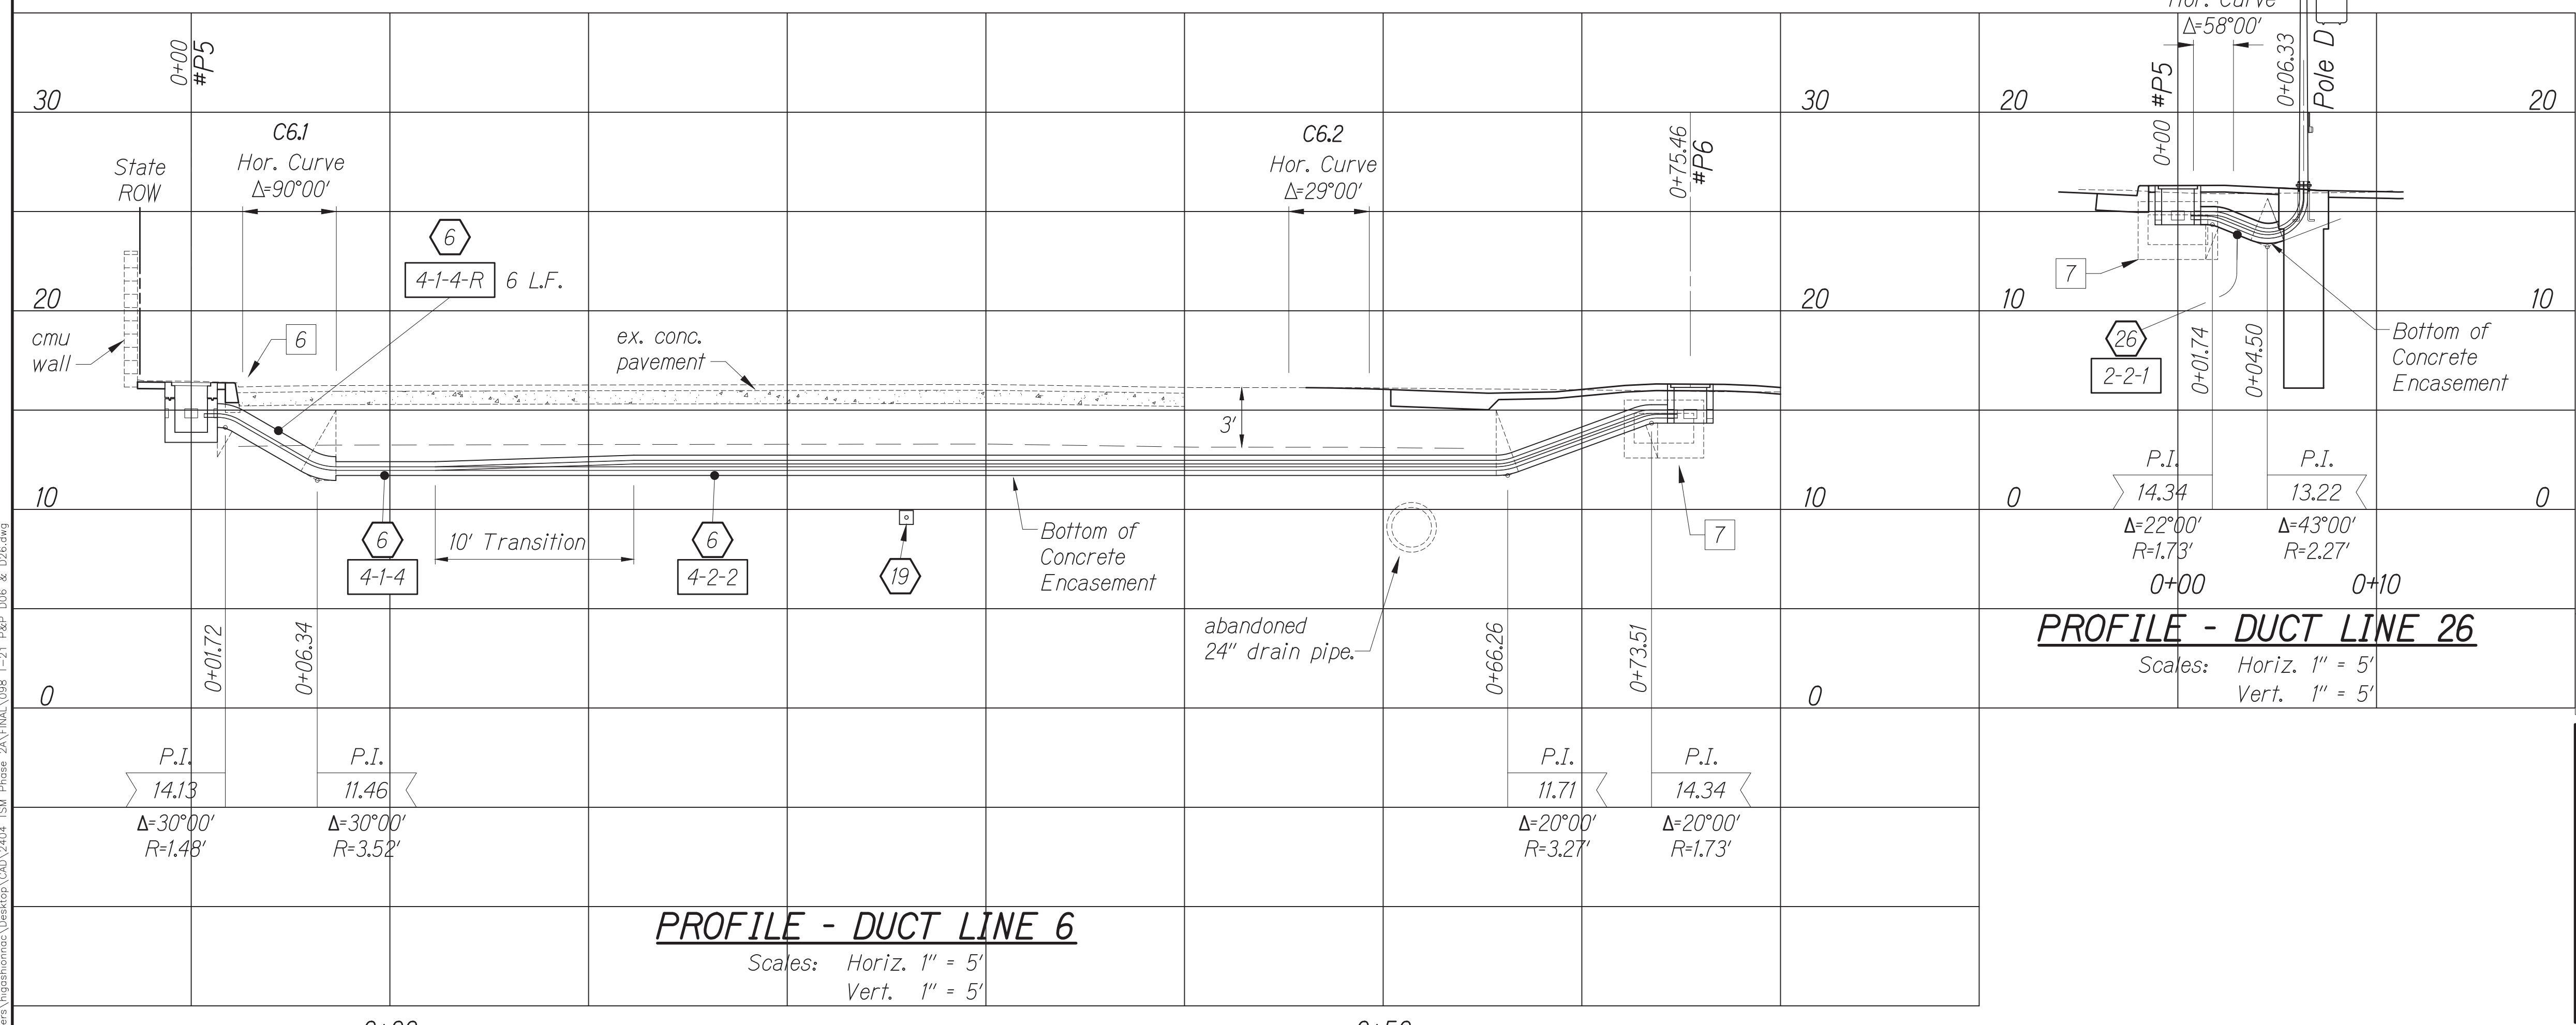 0+00
#P5
30
30
C6.1
Hor. Curve
Δ=90°00'
State
ROW
6
4-1-4-R 6 L.F.
C6.2
Hor. Curve
Δ=29°00'
0+75.46
#P6
20
20
cmu
wall
6
ex. conc.
pavement
3'
10
10
6
4-1-4
10' Transition
6
4-2-2
19
Bottom of
Concrete
Encasement
7
abandoned
24" drain pipe.
0+01.72
0+06.34
0+66.26
0+73.51
0
0
P.I.
14.13
Δ=30°00'
R=1.48'
P.I.
11.46
Δ=30°00'
R=3.52'
P.I.
11.71
Δ=20°00'
R=3.27'
P.I.
14.34
Δ=20°00'
R=1.73'
PROFILE - DUCT LINE 6
Scales: Horiz. 1" = 5'
Vert. 1" = 5'
Hor. Curve
Δ=58°00'
0+00 #P5
0+06.33
Pole D
20
20
7
10
10
26
2-2-1
0+01.74
0+04.50
Bottom of
Concrete
Encasement
P.I.
14.34
Δ=22°00'
R=1.73'
P.I.
13.22
Δ=43°00'
R=2.27'
0
0
0+00
0+10
PROFILE - DUCT LINE 26
Scales: Horiz. 1" = 5'
Vert. 1" = 5'